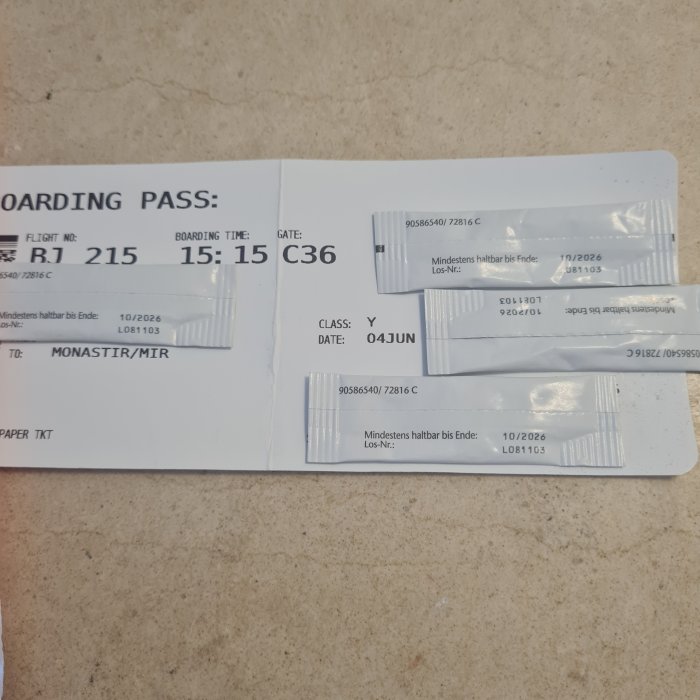 OARDING PASS:
FLIGHT NO: BOARDING TIME: GATE:
BJ 215 15:15 C36
6540/ 72816 C
Mindestens haltbar bis Ende: 10/2026
Los-Nr.: L081103
TO: MONASTIR/MIR
PAPER TKT
CLASS: Y
DATE: 04JUN
90586540/ 72816 C
Mindestens haltbar bis Ende: 10/2026
Los-Nr.: L081103
0586540/ 72816 C
Mindestens haltbar bis Ende: 10/2026
L081103
90586540/ 72816 C
Mindestens haltbar bis Ende: 10/2026
Los-Nr.: L081103